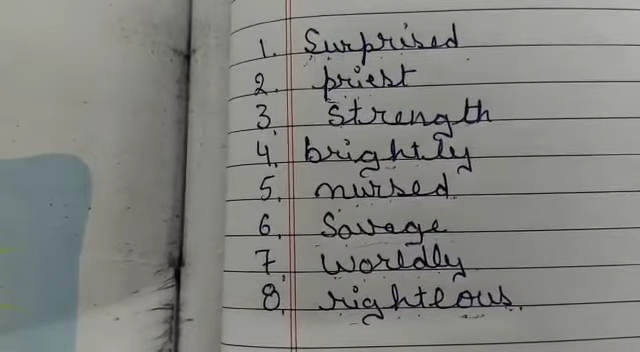 1. Surprised
2. priest
3. Strength
4. brightly
5. nursed
6. Savage
7. Worldly
8. righteous.